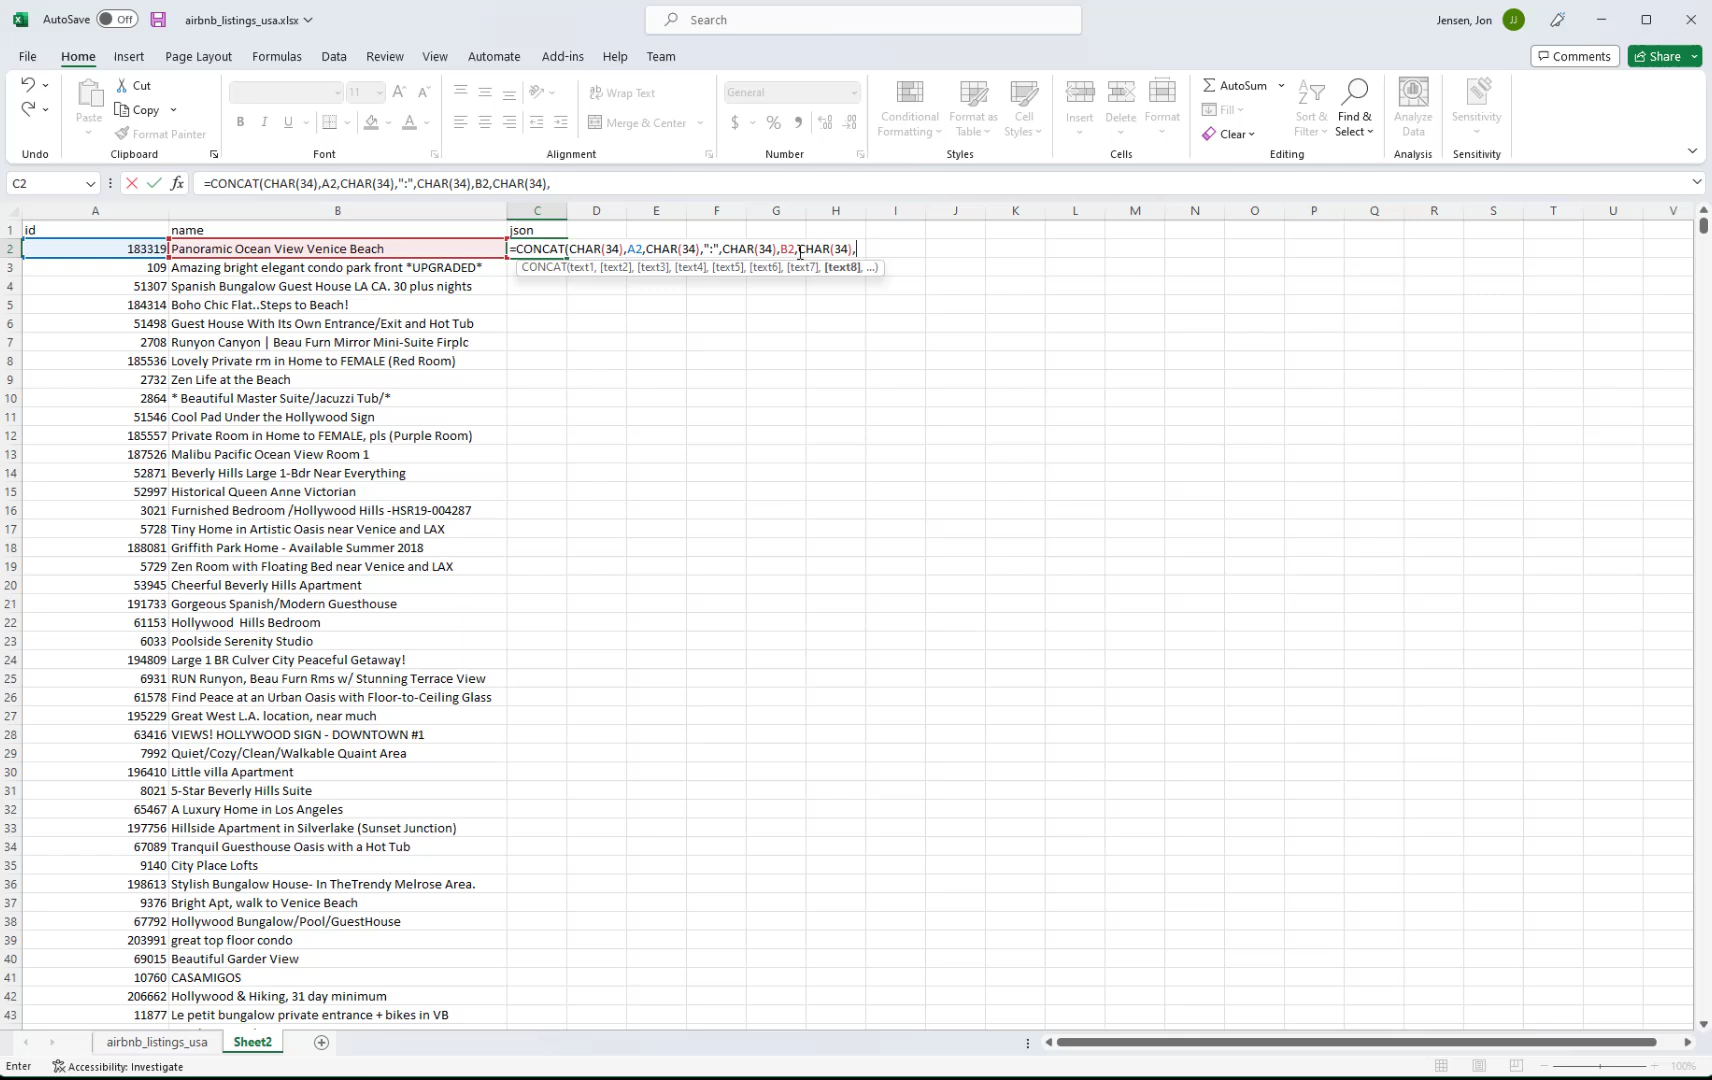 AutoSave Off airbnb_listings_usa.xlsx Search Jensen, Jon JJ
File Home Insert Page Layout Formulas Data Review View Automate Add-ins Help Team Comments Share
Paste Cut Copy Format Painter 11 Wrap Text Merge & Center General Conditional Formatting Format as Table Cell Styles Insert Delete Format AutoSum Fill Clear Sort & Filter Find & Select Analyze Data Sensitivity
Undo Clipboard Font Alignment Number Styles Cells Editing Analysis Sensitivity
C2 fx =CONCAT(CHAR(34),A2,CHAR(34),":",CHAR(34),B2,CHAR(34),
A B C D E F G H I J K L M N O P Q R S T U V
1 id name json
2 183319 Panoramic Ocean View Venice Beach =CONCAT(CHAR(34),A2,CHAR(34),":",CHAR(34),B2,CHAR(34),
CONCAT(text1, [text2], [text3], [text4], [text5], [text6], [text7], [text8], ...)
3 109 Amazing bright elegant condo park front *UPGRADED*
4 51307 Spanish Bungalow Guest House LA CA. 30 plus nights
5 184314 Boho Chic Flat..Steps to Beach!
6 51498 Guest House With Its Own Entrance/Exit and Hot Tub
7 2708 Runyon Canyon | Beau Furn Mirror Mini-Suite Firplc
8 185536 Lovely Private rm in Home to FEMALE (Red Room)
9 2732 Zen Life at the Beach
10 2864 * Beautiful Master Suite/Jacuzzi Tub/*
11 51546 Cool Pad Under the Hollywood Sign
12 185557 Private Room in Home to FEMALE, pls (Purple Room)
13 187526 Malibu Pacific Ocean View Room 1
14 52871 Beverly Hills Large 1-Bdr Near Everything
15 52997 Historical Queen Anne Victorian
16 3021 Furnished Bedroom /Hollywood Hills -HSR19-004287
17 5728 Tiny Home in Artistic Oasis near Venice and LAX
18 188081 Griffith Park Home - Available Summer 2018
19 5729 Zen Room with Floating Bed near Venice and LAX
20 53945 Cheerful Beverly Hills Apartment
21 191733 Gorgeous Spanish/Modern Guesthouse
22 61153 Hollywood  Hills Bedroom
23 6033 Poolside Serenity Studio
24 194809 Large 1 BR Culver City Peaceful Getaway!
25 6931 RUN Runyon, Beau Furn Rms w/ Stunning Terrace View
26 61578 Find Peace at an Urban Oasis with Floor-to-Ceiling Glass
27 195229 Great West L.A. location, near much
28 63416 VIEWS! HOLLYWOOD SIGN - DOWNTOWN #1
29 7992 Quiet/Cozy/Clean/Walkable Quaint Area
30 196410 Little villa Apartment
31 8021 5-Star Beverly Hills Suite
32 65467 A Luxury Home in Los Angeles
33 197756 Hillside Apartment in Silverlake (Sunset Junction)
34 67089 Tranquil Guesthouse Oasis with a Hot Tub
35 9140 City Place Lofts
36 198613 Stylish Bungalow House- In TheTrendy Melrose Area.
37 9376 Bright Apt, walk to Venice Beach
38 67792 Hollywood Bungalow/Pool/GuestHouse
39 203991 great top floor condo
40 69015 Beautiful Garder View
41 10760 CASAMIGOS
42 206662 Hollywood & Hiking, 31 day minimum
43 11877 Le petit bungalow private entrance + bikes in VB
airbnb_listings_usa Sheet2
Enter Accessibility: Investigate 100%